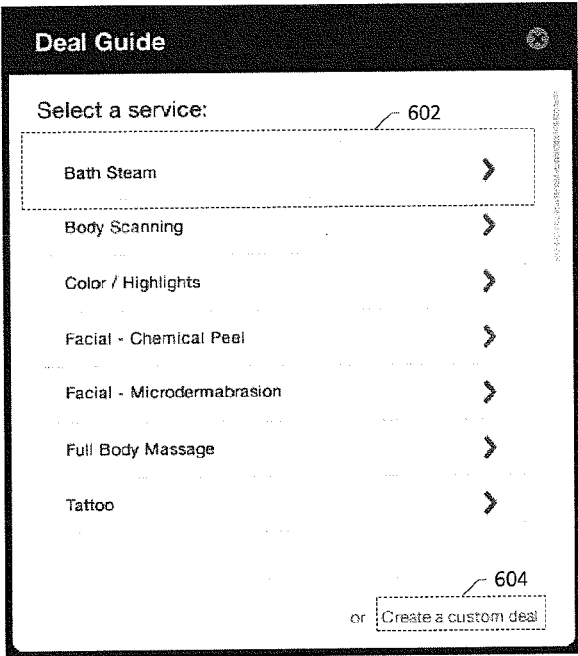 Deal Guide
Select a service:
602
Bath Steam
Body Scanning
Color / Highlights
Facial - Chemical Peel
Facial - Microdermabrasion
Full Body Massage
Tattoo
604
or Create a custom deal